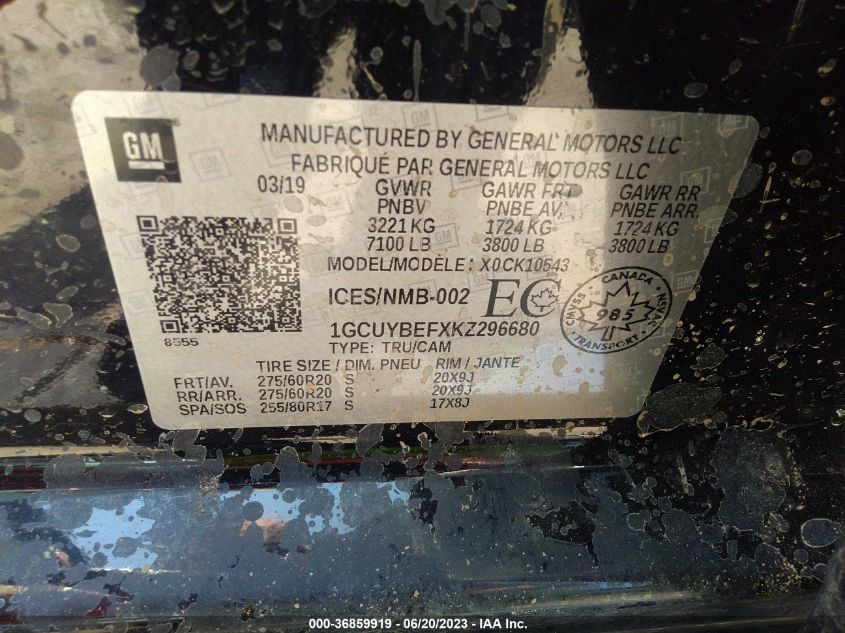 GM
MANUFACTURED BY GENERAL MOTORS LLC
FABRIQUÉ PAR GENERAL MOTORS LLC
03/19 GVWR GAWR FRT GAWR RR
PNBV PNBE AV. PNBE ARR.
3221 KG 1724 KG 1724 KG
7100 LB 3800 LB 3800 LB
MODEL/MODÈLE: X0CK10543
ICES/NMB-002 EC
CANADA
CMVSS 985 NSVAC
TRANSPORT
1GCUYBEFXKZ296680
8555
TYPE: TRU/CAM
TIRE SIZE / DIM. PNEU RIM / JANTE
FRT/AV. 275/60R20 S 20X9J
RR/ARR. 275/60R20 S 20X9J
SPA/SOS 255/80R17 S 17X8J
000-36859919 - 06/20/2023 - IAA Inc.